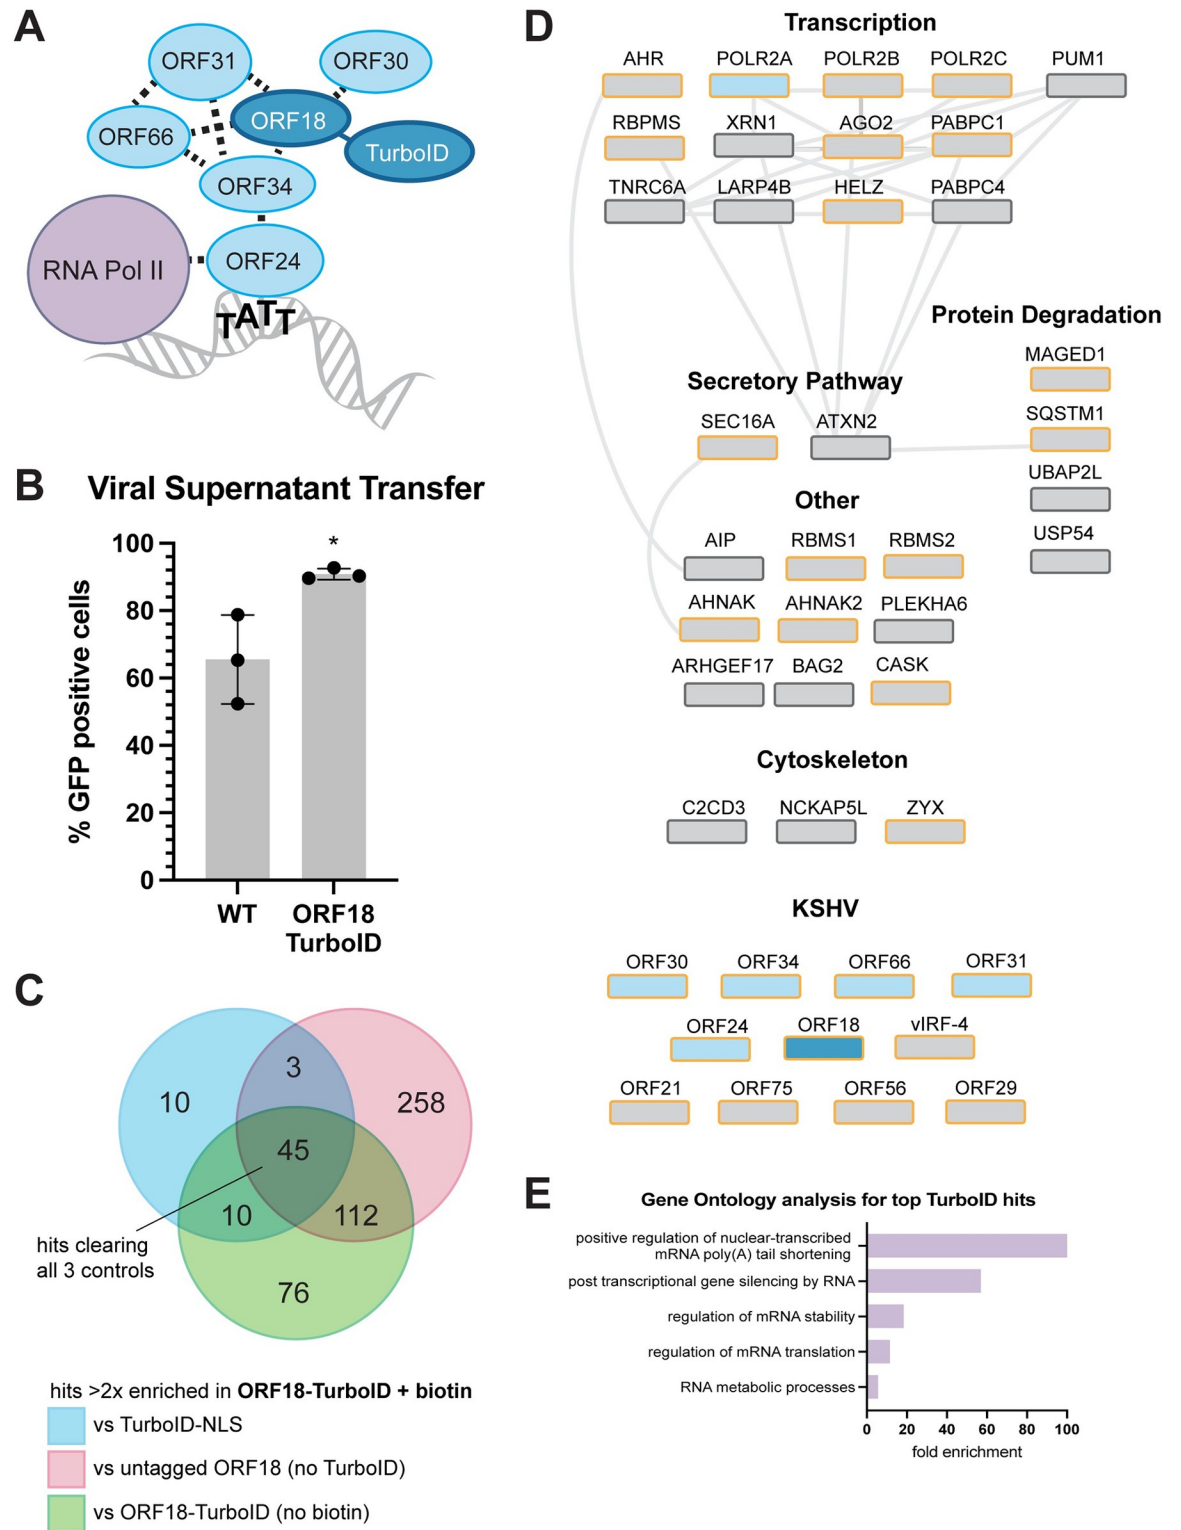 A
ORF31
ORF30
ORF66
ORF18
TurboID
ORF34
RNA Pol II
ORF24
TATT
B
Viral Supernatant Transfer
% GFP positive cells
100
80
60
40
20
0
*
WT
ORF18
TurboID
C
10
3
258
45
10
112
76
hits clearing
all 3 controls
hits >2x enriched in ORF18-TurboID + biotin
vs TurboID-NLS
vs untagged ORF18 (no TurboID)
vs ORF18-TurboID (no biotin)
D
Transcription
AHR POLR2A POLR2B POLR2C PUM1
RBPMS XRN1 AGO2 PABPC1
TNRC6A LARP4B HELZ PABPC4
Protein Degradation
MAGED1
SQSTM1
UBAP2L
USP54
Secretory Pathway
SEC16A ATXN2
Other
AIP RBMS1 RBMS2
AHNAK AHNAK2 PLEKHA6
ARHGEF17 BAG2 CASK
Cytoskeleton
C2CD3 NCKAP5L ZYX
KSHV
ORF30 ORF34 ORF66 ORF31
ORF24 ORF18 vIRF-4
ORF21 ORF75 ORF56 ORF29
E
Gene Ontology analysis for top TurboID hits
positive regulation of nuclear-transcribed
mRNA poly(A) tail shortening
post transcriptional gene silencing by RNA
regulation of mRNA stability
regulation of mRNA translation
RNA metabolic processes
0 20 40 60 80 100
fold enrichment